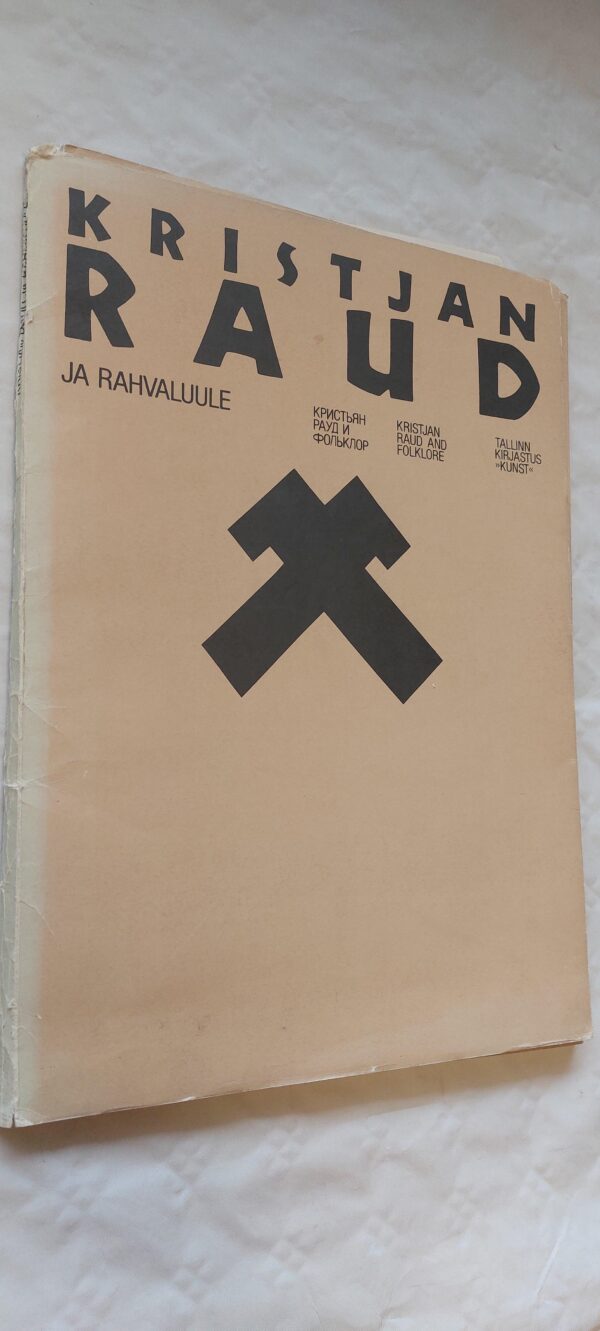 KRISTJAN
RAUD
JA RAHVALUULE
КРИСТЬЯН
РАУД И
ФОЛЬКЛОР
KRISTJAN
RAUD AND
FOLKLORE
TALLINN
KIRJASTUS
»KUNST«